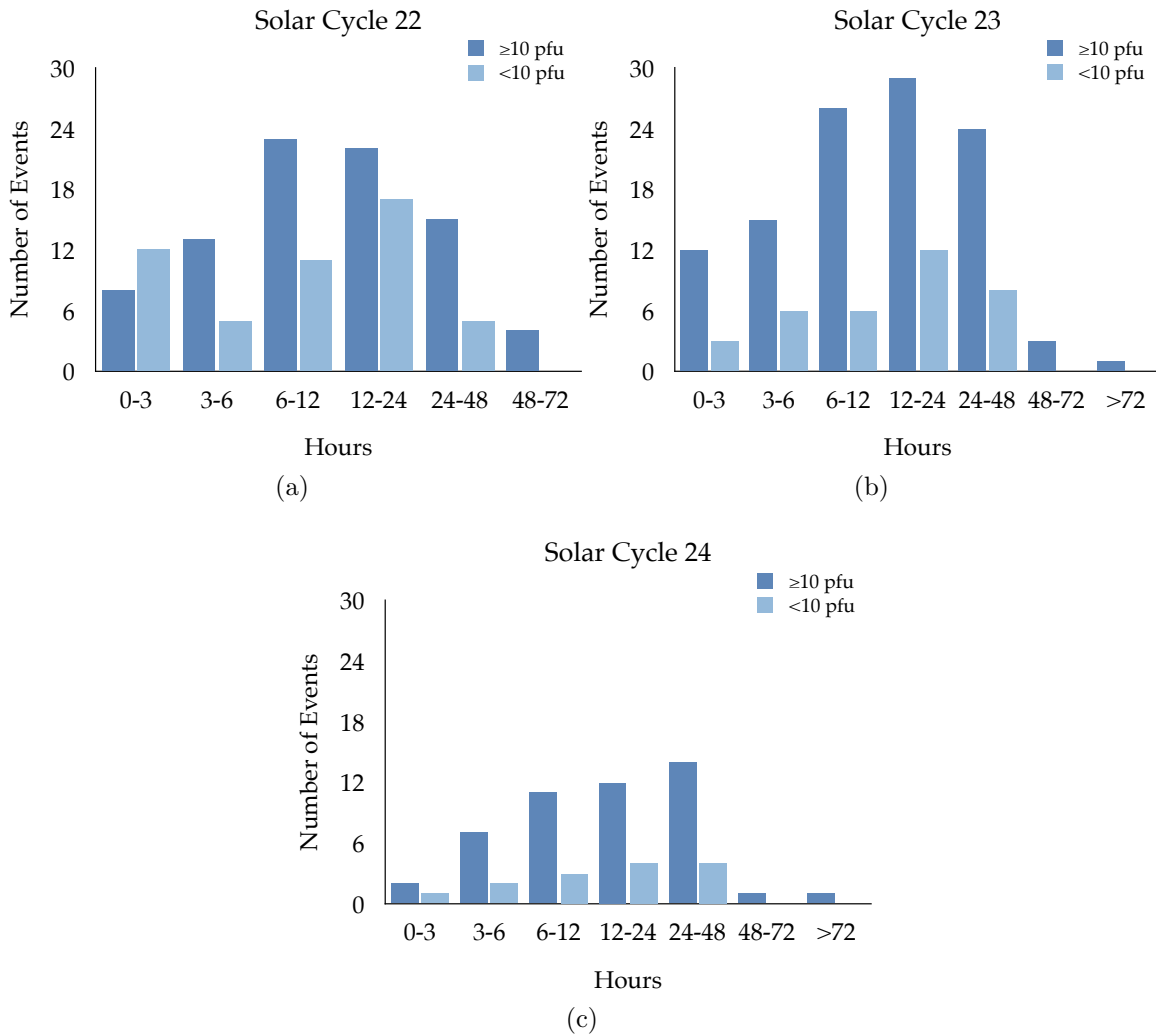 Solar Cycle 22
≥10 pfu
<10 pfu
30
24
18
12
6
0
Number of Events
0-3 3-6 6-12 12-24 24-48 48-72
Hours
(a)
Solar Cycle 23
≥10 pfu
<10 pfu
30
24
18
12
6
0
Number of Events
0-3 3-6 6-12 12-24 24-48 48-72 >72
Hours
(b)
Solar Cycle 24
≥10 pfu
<10 pfu
30
24
18
12
6
0
Number of Events
0-3 3-6 6-12 12-24 24-48 48-72 >72
Hours
(c)